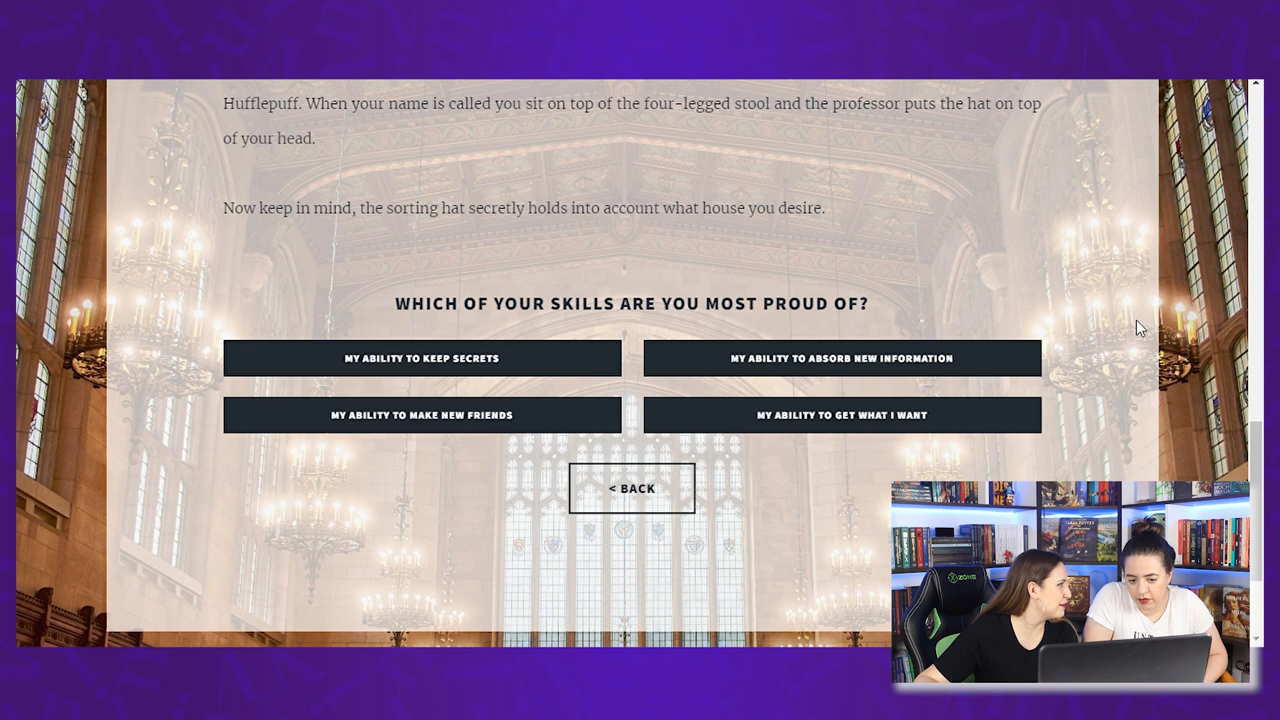 Hufflepuff. When your name is called you sit on top of the four-legged stool and the professor puts the hat on top
of your head.
Now keep in mind, the sorting hat secretly holds into account what house you desire.
WHICH OF YOUR SKILLS ARE YOU MOST PROUD OF?
MY ABILITY TO KEEP SECRETS
MY ABILITY TO ABSORB NEW INFORMATION
MY ABILITY TO MAKE NEW FRIENDS
MY ABILITY TO GET WHAT I WANT
< BACK